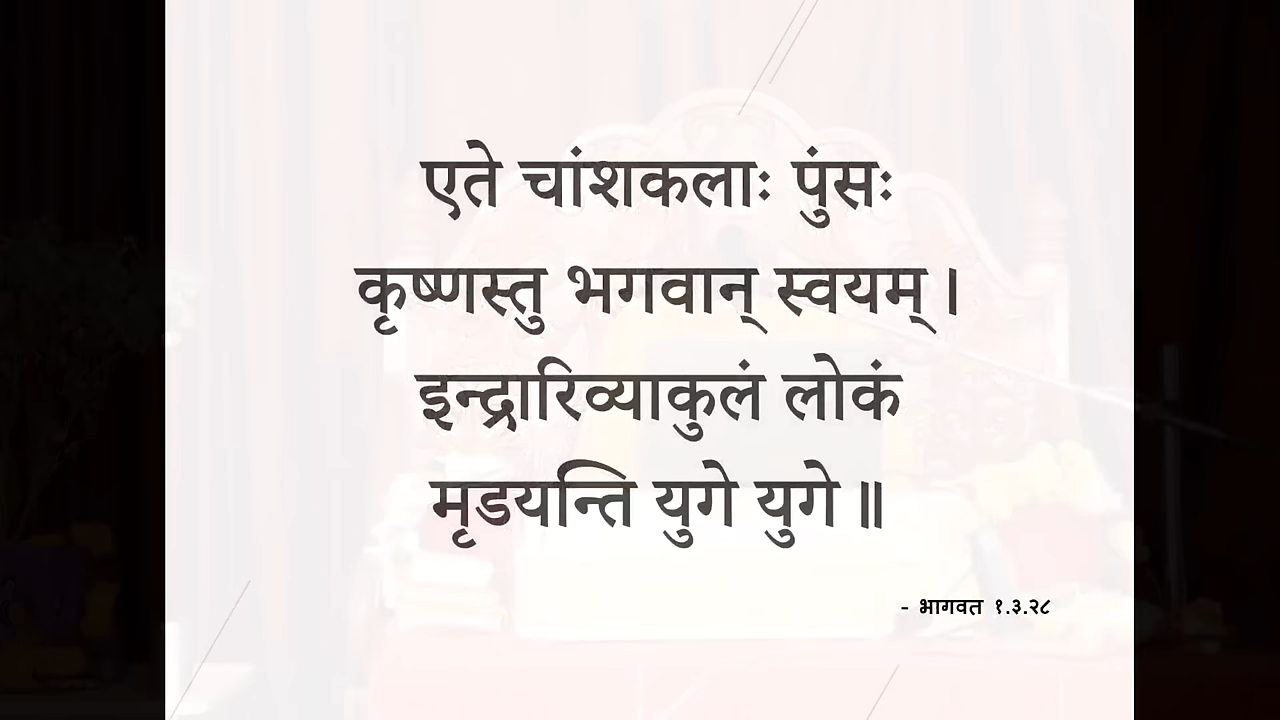 एते चांशकलाः पुंसः
कृष्णस्तु भगवान् स्वयम् ।
इन्द्रारिव्याकुलं लोकं
मृडयन्ति युगे युगे ॥
- भागवत १.३.२८